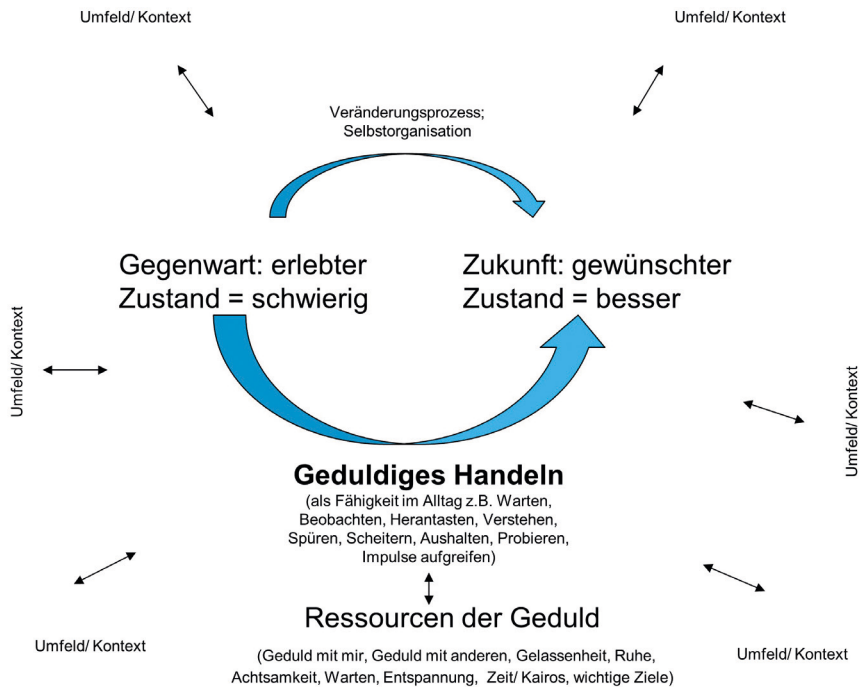 Umfeld/ Kontext
Umfeld/ Kontext
Veränderungsprozess;
Selbstorganisation
Gegenwart: erlebter
Zustand = schwierig
Zukunft: gewünschter
Zustand = besser
Umfeld/ Kontext
Umfeld/ Kontext
Geduldiges Handeln
(als Fähigkeit im Alltag z.B. Warten,
Beobachten, Herantasten, Verstehen,
Spüren, Scheitern, Aushalten, Probieren,
Impulse aufgreifen)
Ressourcen der Geduld
Umfeld/ Kontext
Umfeld/ Kontext
(Geduld mit mir, Geduld mit anderen, Gelassenheit, Ruhe,
Achtsamkeit, Warten, Entspannung, Zeit/ Kairos, wichtige Ziele)